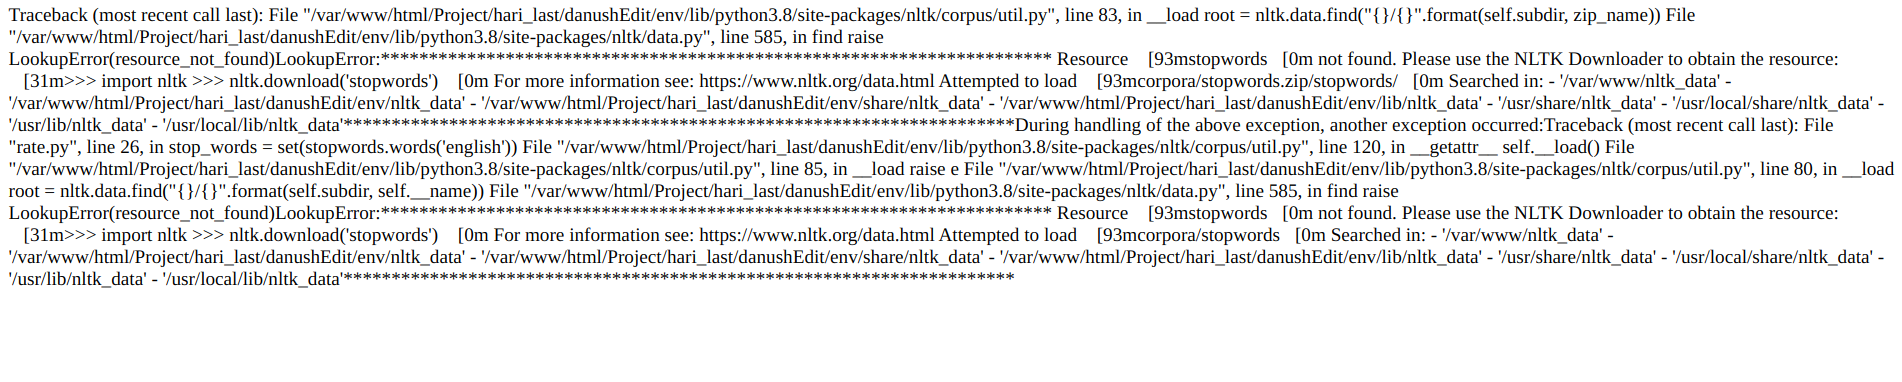 Traceback (most recent call last): File "/var/www/html/Project/hari_last/danushEdit/env/lib/python3.8/site-packages/nltk/corpus/util.py", line 83, in __load root = nltk.data.find("{}/{}".format(self.subdir, zip_name)) File
"/var/www/html/Project/hari_last/danushEdit/env/lib/python3.8/site-packages/nltk/data.py", line 585, in find raise
LookupError(resource_not_found)LookupError:********************************************************************** Resource [93mstopwords [0m not found. Please use the NLTK Downloader to obtain the resource:
[31m>>> import nltk >>> nltk.download('stopwords') [0m For more information see: https://www.nltk.org/data.html Attempted to load [93mcorpora/stopwords.zip/stopwords/ [0m Searched in: - '/var/www/nltk_data' -
'/var/www/html/Project/hari_last/danushEdit/env/nltk_data' - '/var/www/html/Project/hari_last/danushEdit/env/share/nltk_data' - '/var/www/html/Project/hari_last/danushEdit/env/lib/nltk_data' - '/usr/share/nltk_data' - '/usr/local/share/nltk_data' -
'/usr/lib/nltk_data' - '/usr/local/lib/nltk_data'**********************************************************************During handling of the above exception, another exception occurred:Traceback (most recent call last): File
"rate.py", line 26, in stop_words = set(stopwords.words('english')) File "/var/www/html/Project/hari_last/danushEdit/env/lib/python3.8/site-packages/nltk/corpus/util.py", line 120, in __getattr__ self.__load() File
"/var/www/html/Project/hari_last/danushEdit/env/lib/python3.8/site-packages/nltk/corpus/util.py", line 85, in __load raise e File "/var/www/html/Project/hari_last/danushEdit/env/lib/python3.8/site-packages/nltk/corpus/util.py", line 80, in __load
root = nltk.data.find("{}/{}".format(self.subdir, self.__name)) File "/var/www/html/Project/hari_last/danushEdit/env/lib/python3.8/site-packages/nltk/data.py", line 585, in find raise
LookupError(resource_not_found)LookupError:********************************************************************** Resource [93mstopwords [0m not found. Please use the NLTK Downloader to obtain the resource:
[31m>>> import nltk >>> nltk.download('stopwords') [0m For more information see: https://www.nltk.org/data.html Attempted to load [93mcorpora/stopwords [0m Searched in: - '/var/www/nltk_data' -
'/var/www/html/Project/hari_last/danushEdit/env/nltk_data' - '/var/www/html/Project/hari_last/danushEdit/env/share/nltk_data' - '/var/www/html/Project/hari_last/danushEdit/env/lib/nltk_data' - '/usr/share/nltk_data' - '/usr/local/share/nltk_data' -
'/usr/lib/nltk_data' - '/usr/local/lib/nltk_data'**********************************************************************